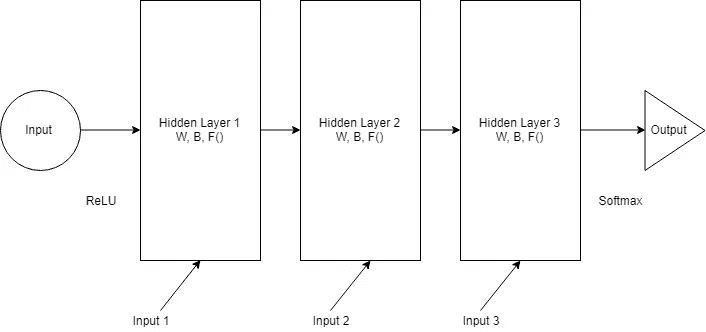 Input
Hidden Layer 1
W, B, F()
Hidden Layer 2
W, B, F()
Hidden Layer 3
W, B, F()
Output
ReLU
Softmax
Input 1
Input 2
Input 3